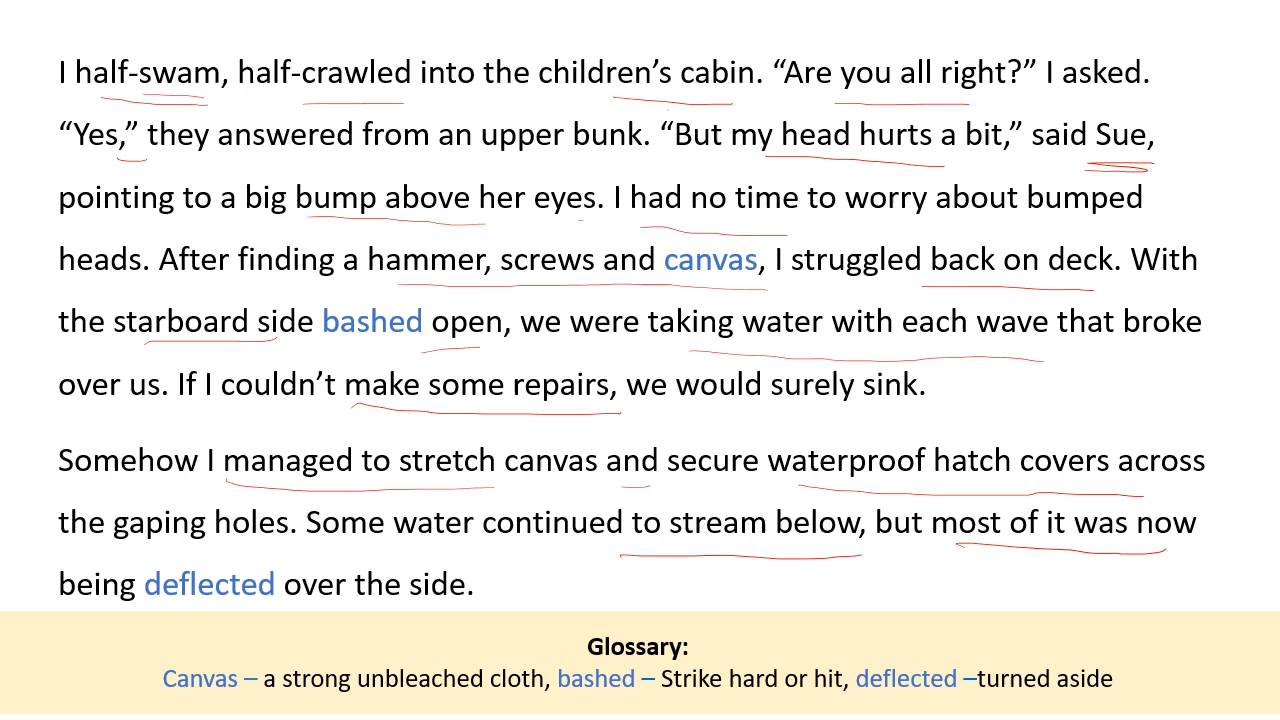 I half-swam, half-crawled into the children’s cabin. “Are you all right?” I asked.
“Yes,” they answered from an upper bunk. “But my head hurts a bit,” said Sue,
pointing to a big bump above her eyes. I had no time to worry about bumped
heads. After finding a hammer, screws and canvas, I struggled back on deck. With
the starboard side bashed open, we were taking water with each wave that broke
over us. If I couldn’t make some repairs, we would surely sink.
Somehow I managed to stretch canvas and secure waterproof hatch covers across
the gaping holes. Some water continued to stream below, but most of it was now
being deflected over the side.
Glossary:
Canvas – a strong unbleached cloth, bashed – Strike hard or hit, deflected –turned aside